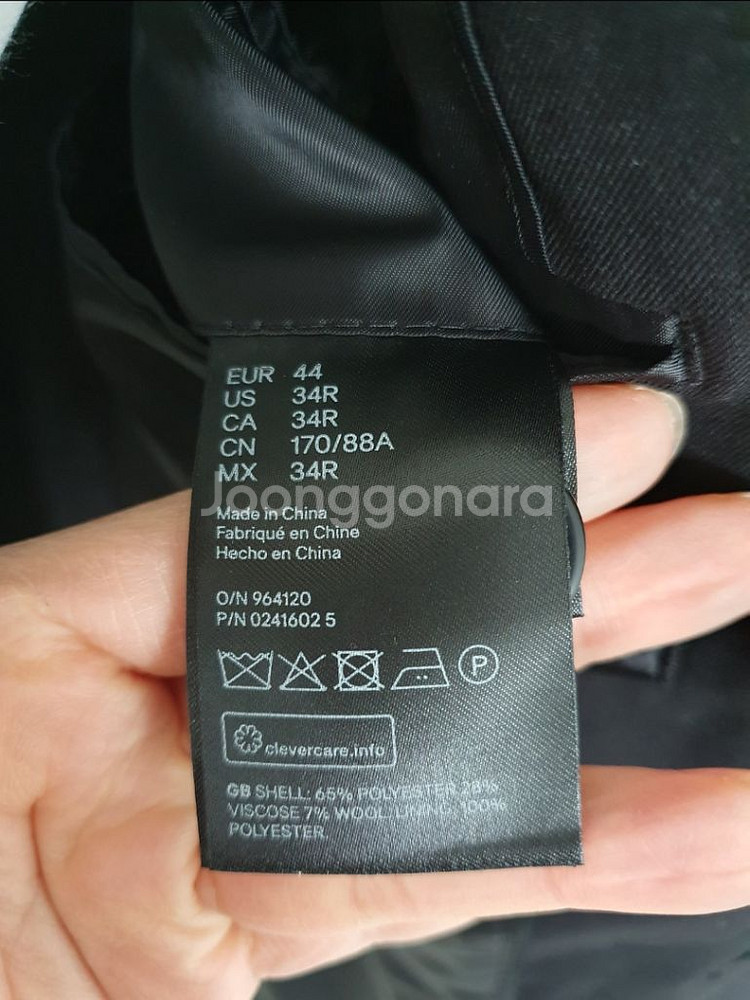 EUR 44
US 34R
CA 34R
CN 170/88A
MX 34R
Joonggonara
Made in China
Fabriqué en Chine
Hecho en China
O/N 964120
P/N 0241602 5
P
clevercare.info
GB SHELL: 65% POLYESTER 28%
VISCOSE 7% WOOL. LINING: 100%
POLYESTER.